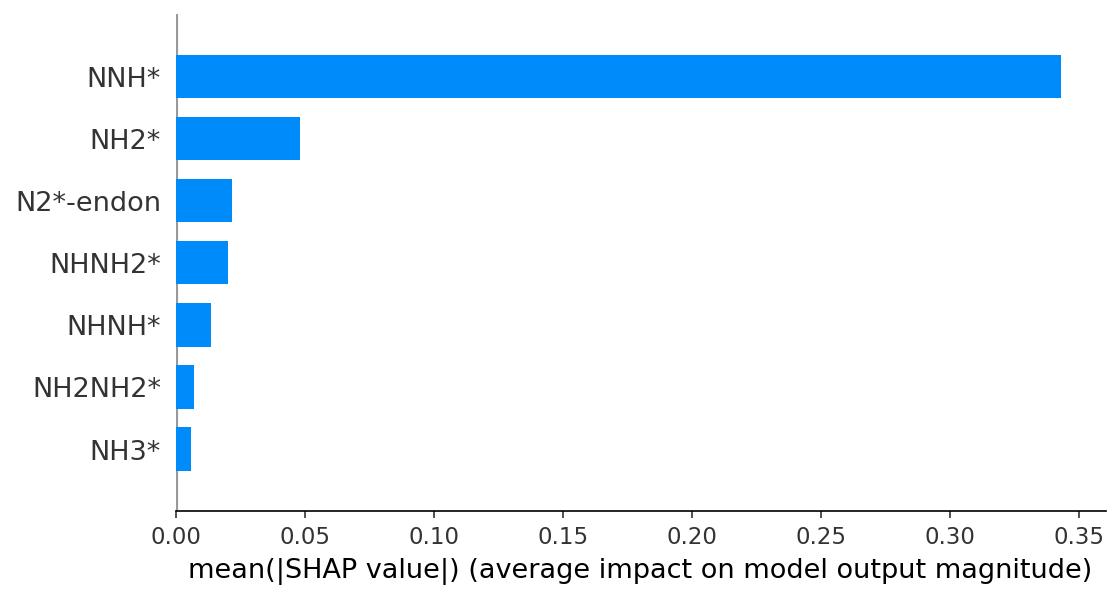 NNH*
NH2*
N2*-endon
NHNH2*
NHNH*
NH2NH2*
NH3*
0.00 0.05 0.10 0.15 0.20 0.25 0.30 0.35
mean(|SHAP value|) (average impact on model output magnitude)